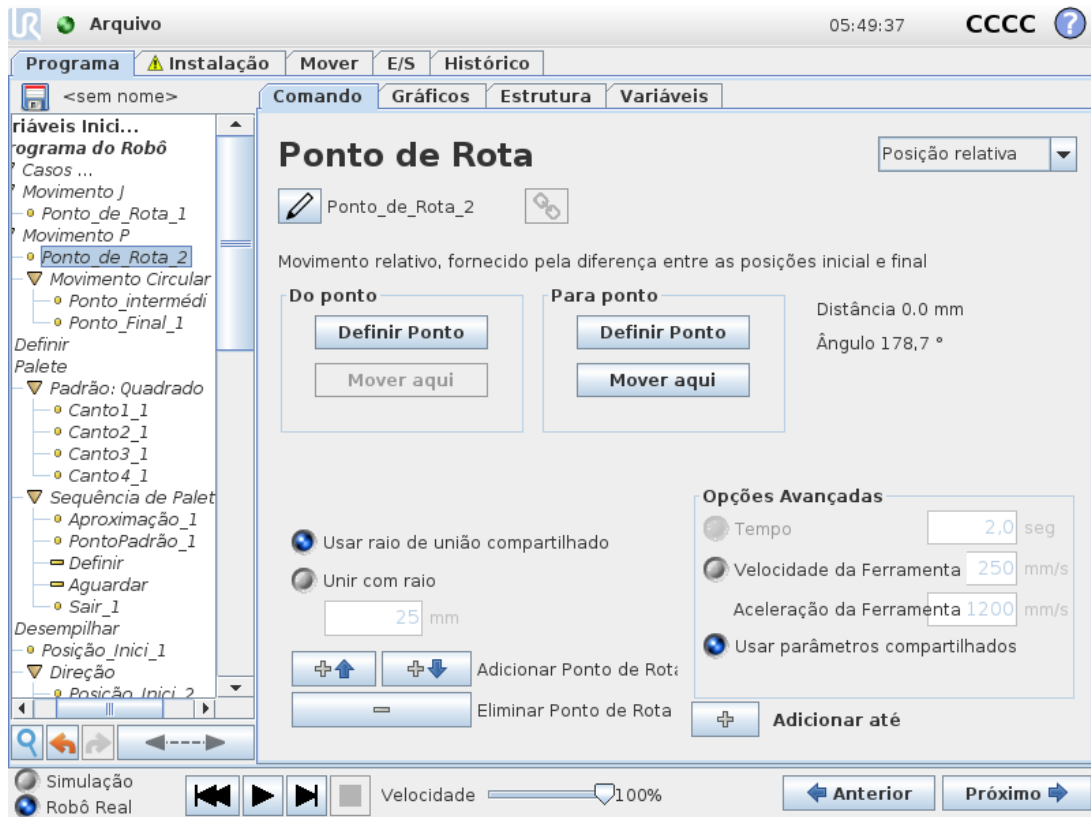 UR Arquivo 05:49:37 CCCC ?
Programa Instalação Mover E/S Histórico
<sem nome>
Comando Gráficos Estrutura Variáveis
riáveis Inici...
rograma do Robô
Casos ...
Movimento J
Ponto_de_Rota_1
Movimento P
Ponto_de_Rota_2
Movimento Circular
Ponto_intermédi
Ponto_Final_1
Definir
Palete
Padrão: Quadrado
Canto1_1
Canto2_1
Canto3_1
Canto4_1
Sequência de Palet
Aproximação_1
PontoPadrão_1
Definir
Aguardar
Sair_1
Desempilhar
Posição_Inici_1
Direção
Posição_Inici_2
Ponto de Rota
Posição relativa
Ponto_de_Rota_2
Movimento relativo, fornecido pela diferença entre as posições inicial e final
Do ponto
Definir Ponto
Mover aqui
Para ponto
Definir Ponto
Mover aqui
Distância 0.0 mm
Ângulo 178,7 °
Usar raio de união compartilhado
Unir com raio
25 mm
Adicionar Ponto de Rota
Eliminar Ponto de Rota
Opções Avançadas
Tempo 2,0 seg
Velocidade da Ferramenta 250 mm/s
Aceleração da Ferramenta 1200 mm/s
Usar parâmetros compartilhados
Adicionar até
Simulação
Robô Real
Velocidade 100%
Anterior Próximo